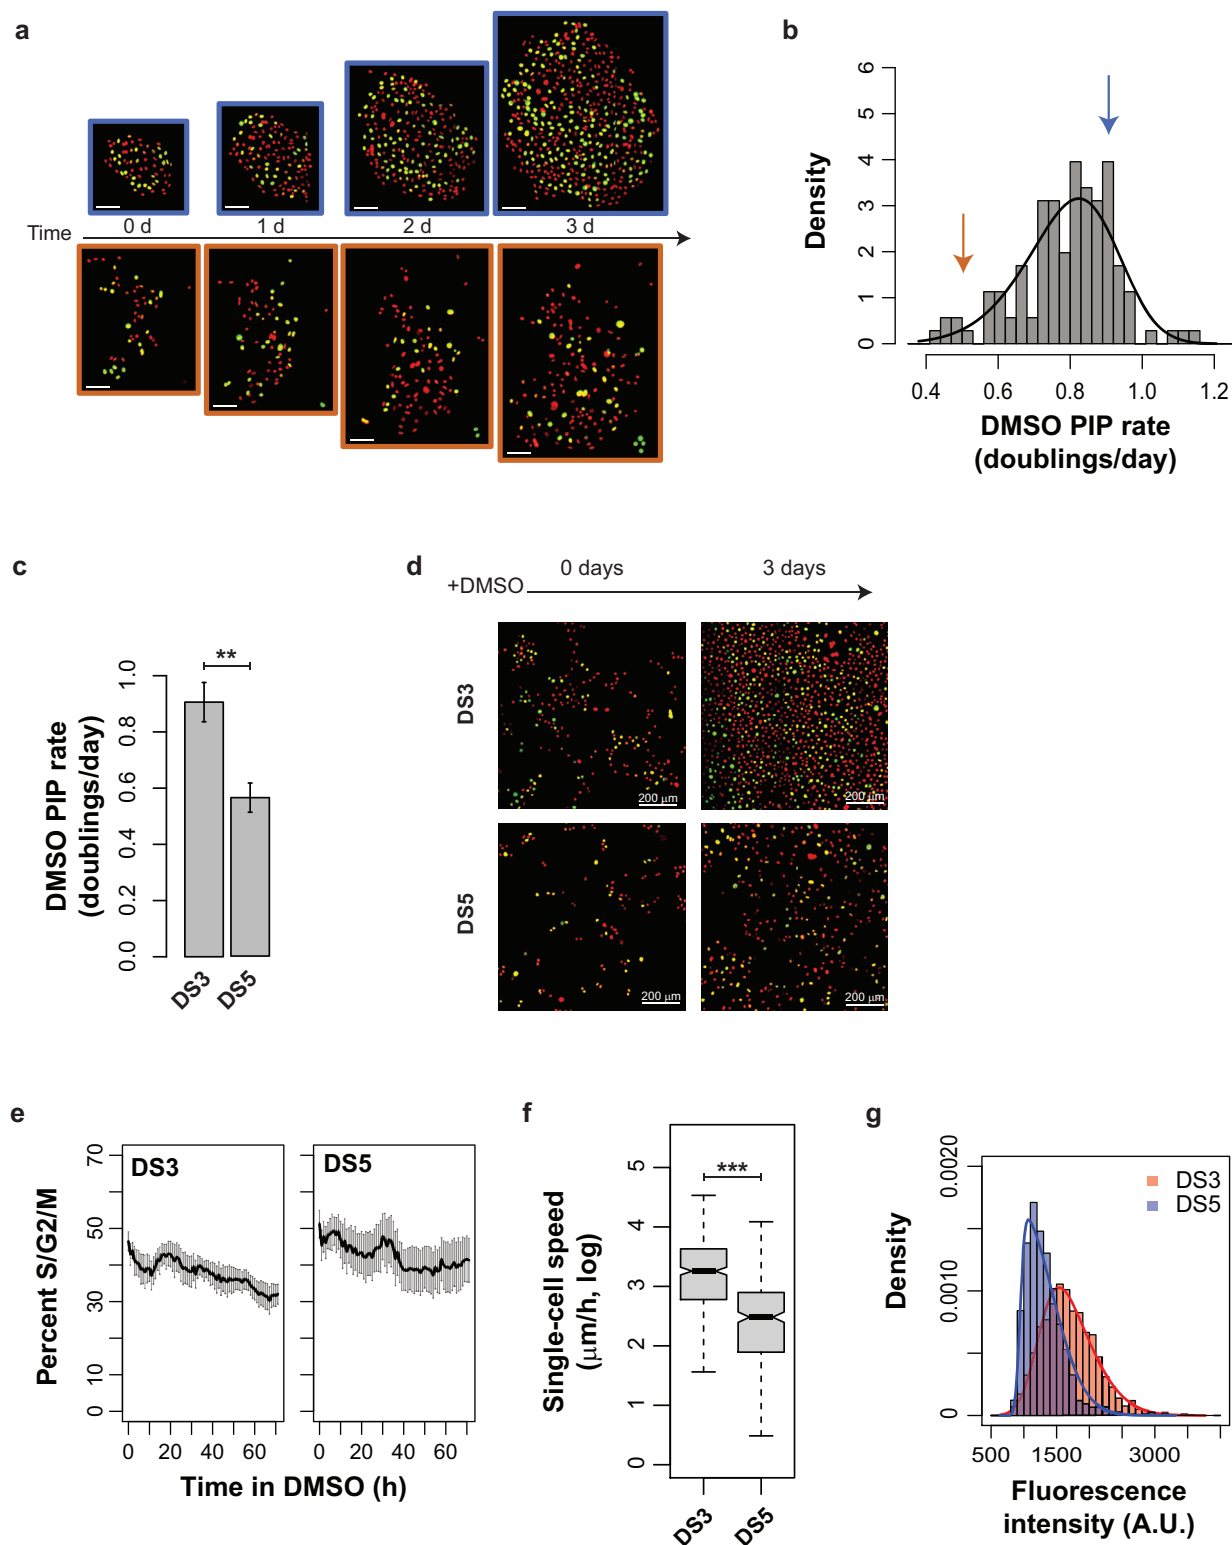 a
0 d
1 d
2 d
3 d
Time
b
6
5
4
3
2
1
0
Density
0.4
0.6
0.8
1.0
1.2
DMSO PIP rate
(doublings/day)
c
**
1.0
0.8
0.6
0.4
0.2
0.0
DMSO PIP rate
(doublings/day)
DS3
DS5
d
+DMSO
0 days
3 days
DS3
200 μm
200 μm
DS5
200 μm
200 μm
e
Percent S/G2/M
70
50
30
10
0
DS3
DS5
0
20
40
60
0
20
40
60
Time in DMSO (h)
f
Single-cell speed
(μm/h, log)
5
4
3
2
1
0
***
DS3
DS5
g
Density
0.0020
0.0010
0
DS3
DS5
500
1500
3000
Fluorescence
intensity (A.U.)